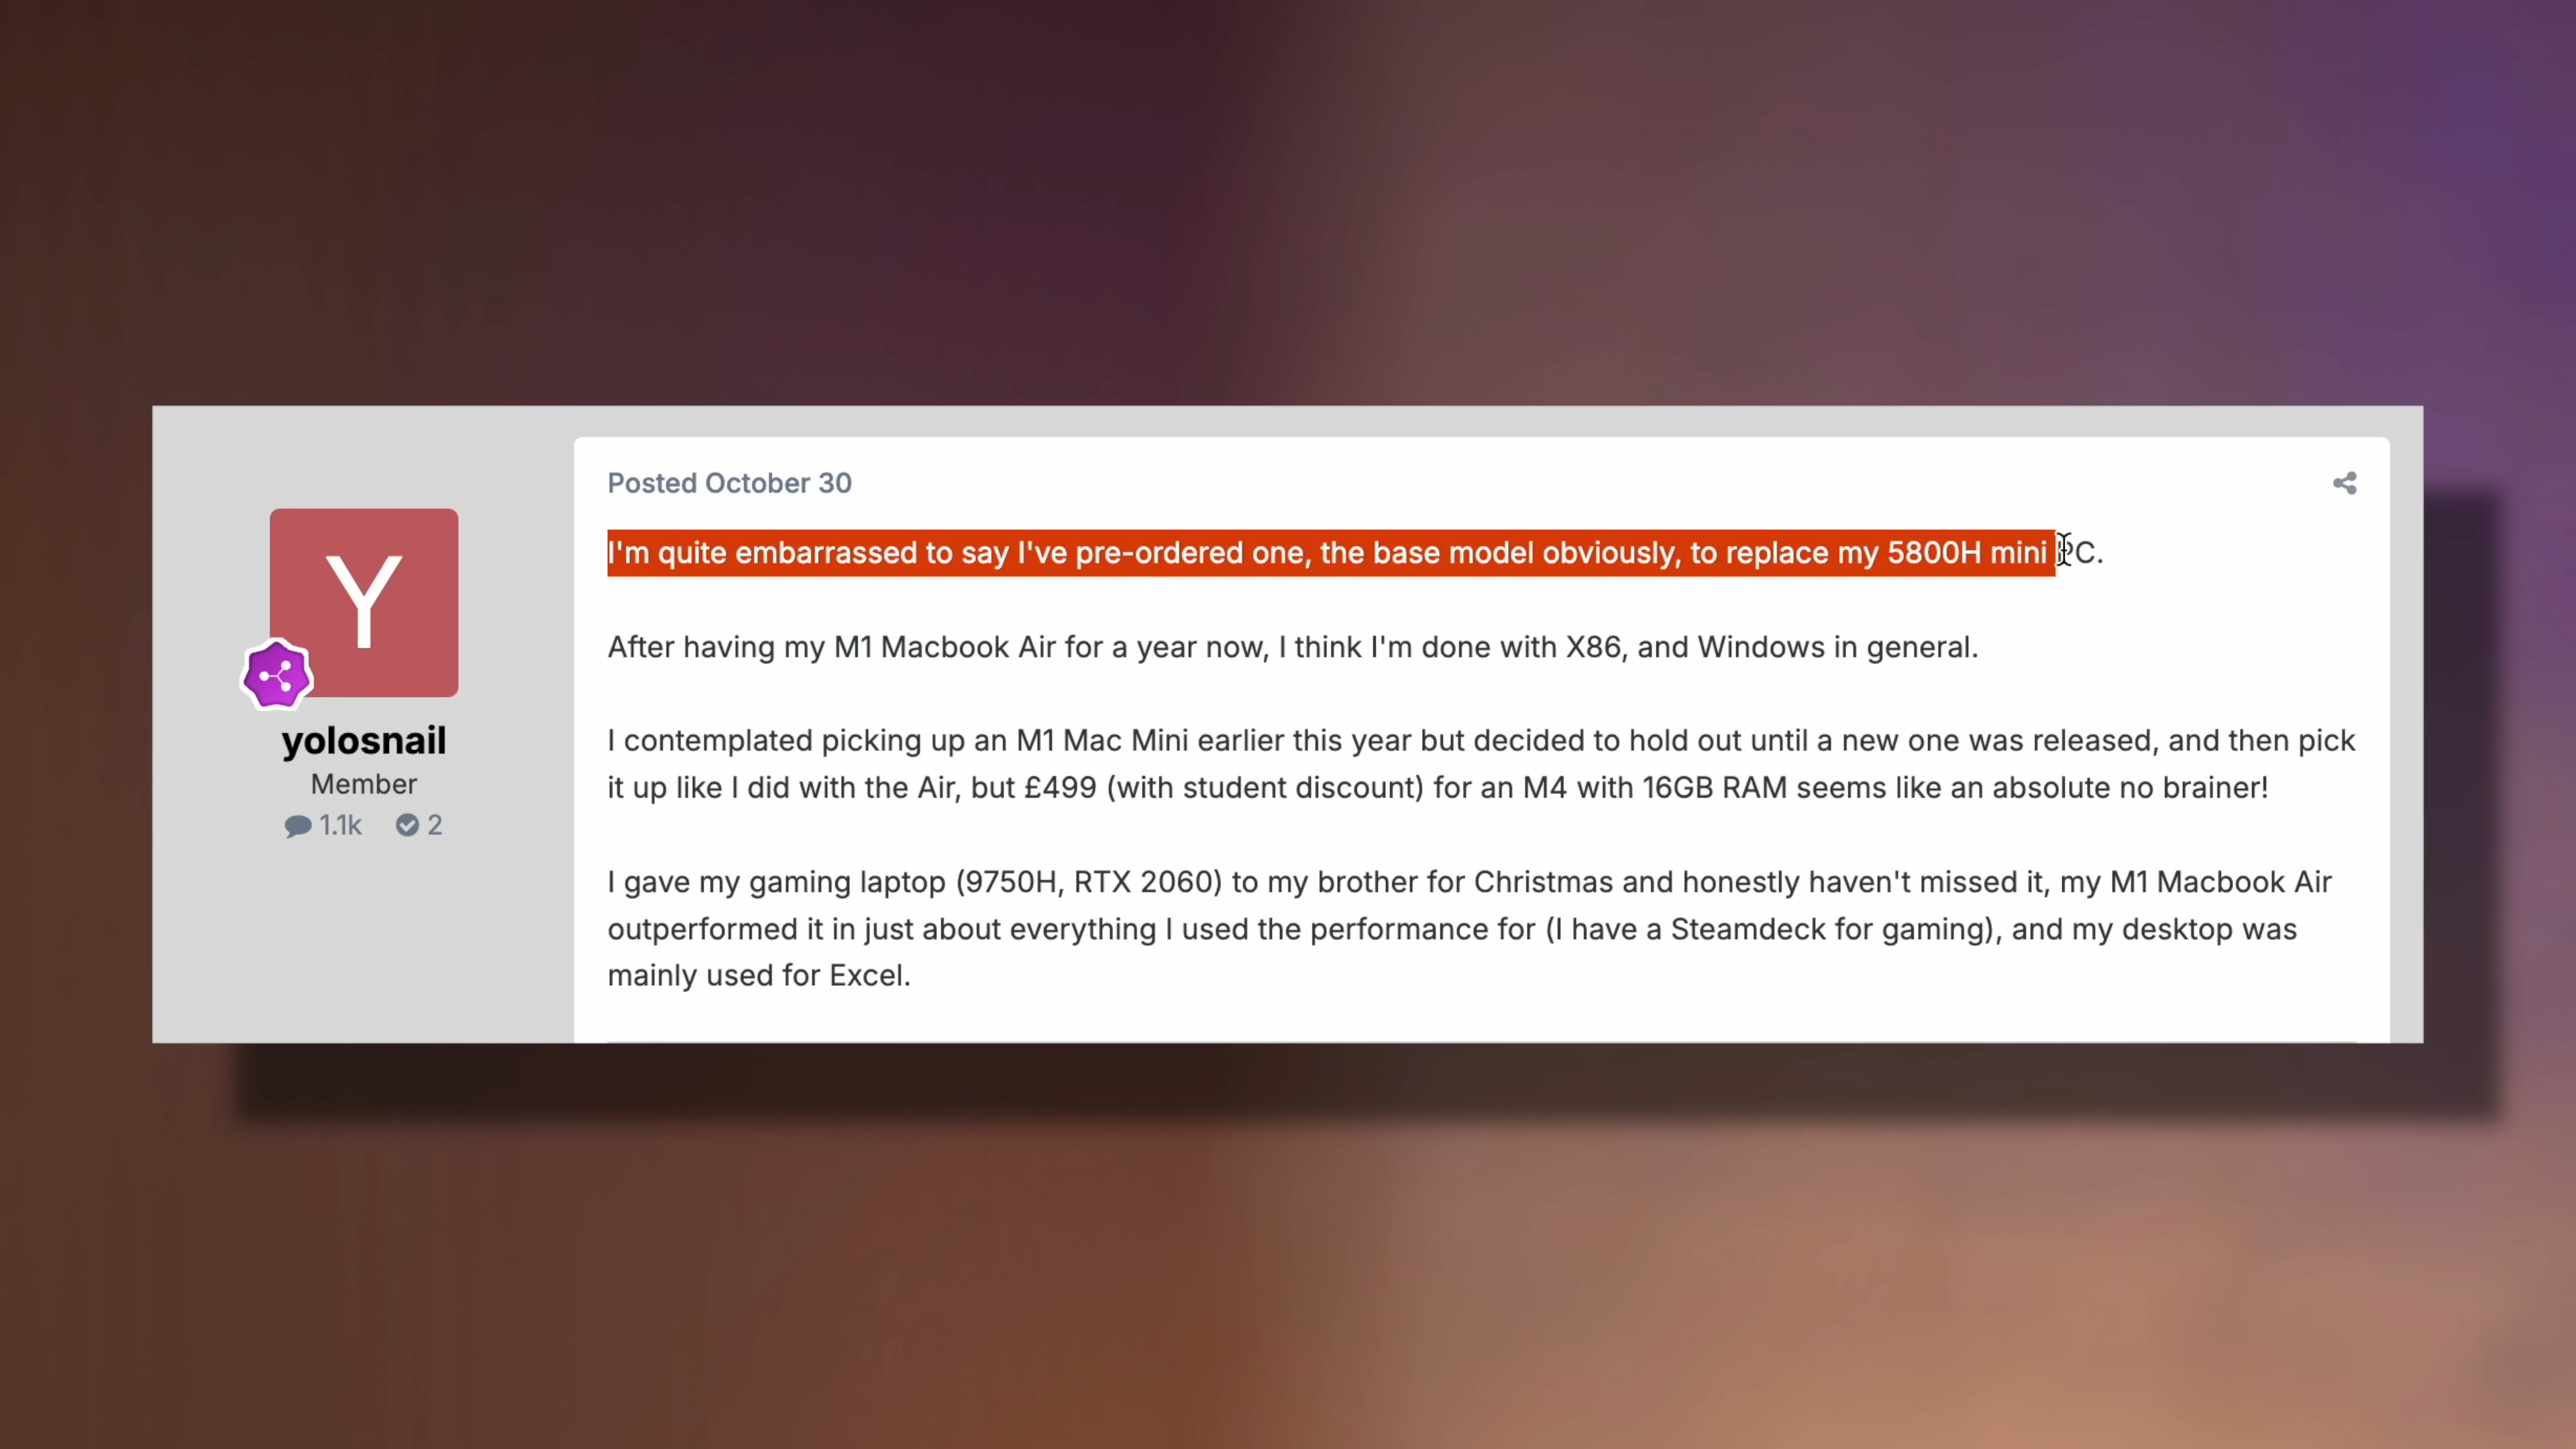 Posted October 30
I'm quite embarrassed to say I've pre-ordered one, the base model obviously, to replace my 5800H mini PC.
After having my M1 Macbook Air for a year now, I think I'm done with X86, and Windows in general.
I contemplated picking up an M1 Mac Mini earlier this year but decided to hold out until a new one was released, and then pick
it up like I did with the Air, but £499 (with student discount) for an M4 with 16GB RAM seems like an absolute no brainer!
I gave my gaming laptop (9750H, RTX 2060) to my brother for Christmas and honestly haven't missed it, my M1 Macbook Air
outperformed it in just about everything I used the performance for (I have a Steamdeck for gaming), and my desktop was
mainly used for Excel.
Y
yolosnail
Member
1.1k 2